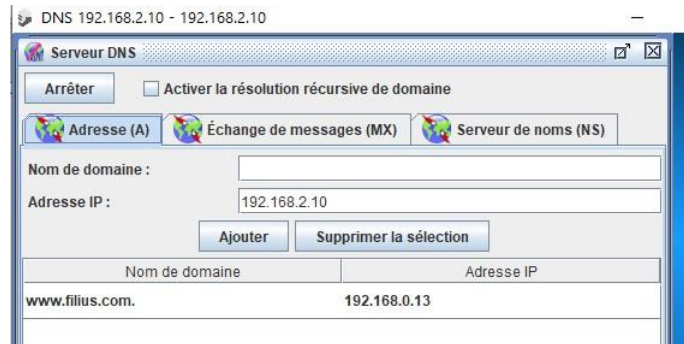 DNS 192.168.2.10 - 192.168.2.10
Serveur DNS
Arrêter Activer la résolution récursive de domaine
Adresse (A) Échange de messages (MX) Serveur de noms (NS)
Nom de domaine :
Adresse IP : 192.168.2.10
Ajouter Supprimer la sélection
Nom de domaine Adresse IP
www.filius.com. 192.168.0.13